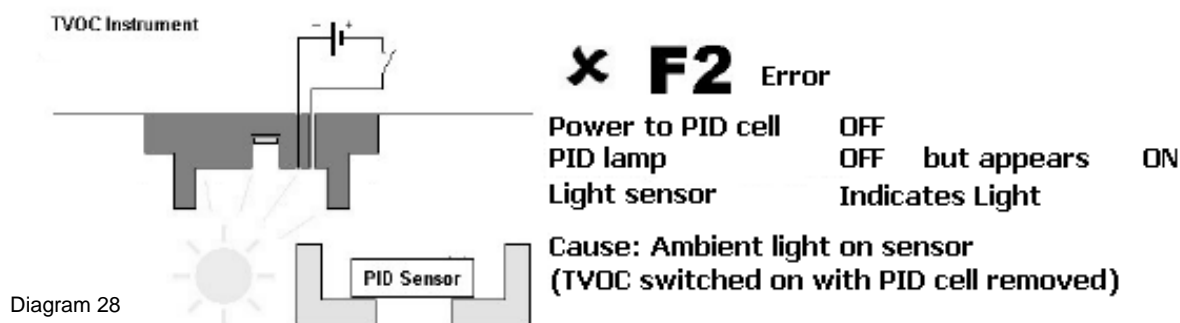 TVOC Instrument
- +
✗ F2 Error
Power to PID cell OFF
PID lamp OFF but appears ON
Light sensor Indicates Light
Cause: Ambient light on sensor
(TVOC switched on with PID cell removed)
PID Sensor
Diagram 28